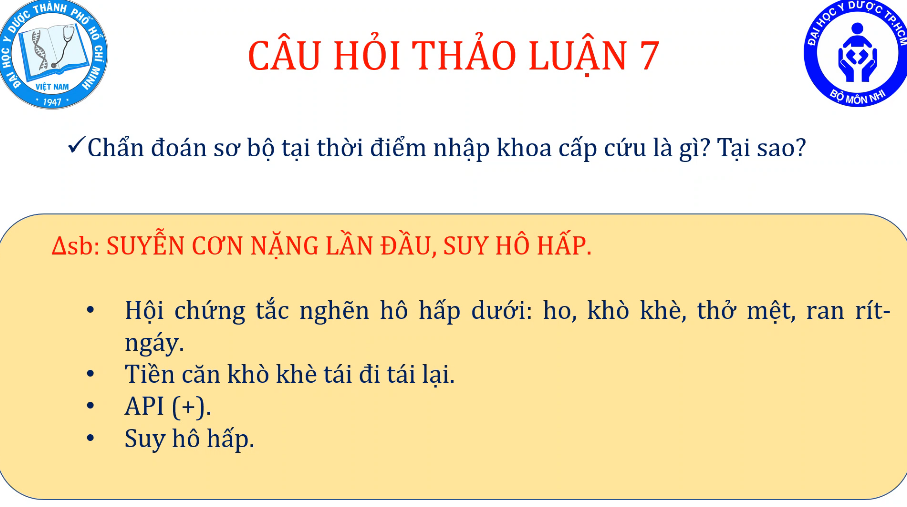 ĐẠI HỌC Y DƯỢC THÀNH PHỐ HỒ CHÍ MINH
VIỆT NAM
1947
CÂU HỎI THẢO LUẬN 7
ĐẠI HỌC Y DƯỢC TP.HCM
BỘ MÔN NHI
✓Chẩn đoán sơ bộ tại thời điểm nhập khoa cấp cứu là gì? Tại sao?
Δsb: SUYỄN CƠN NẶNG LẦN ĐẦU, SUY HÔ HẤP.
• Hội chứng tắc nghẽn hô hấp dưới: ho, khò khè, thở mệt, ran rít-
ngáy.
• Tiền căn khò khè tái đi tái lại.
• API (+).
• Suy hô hấp.